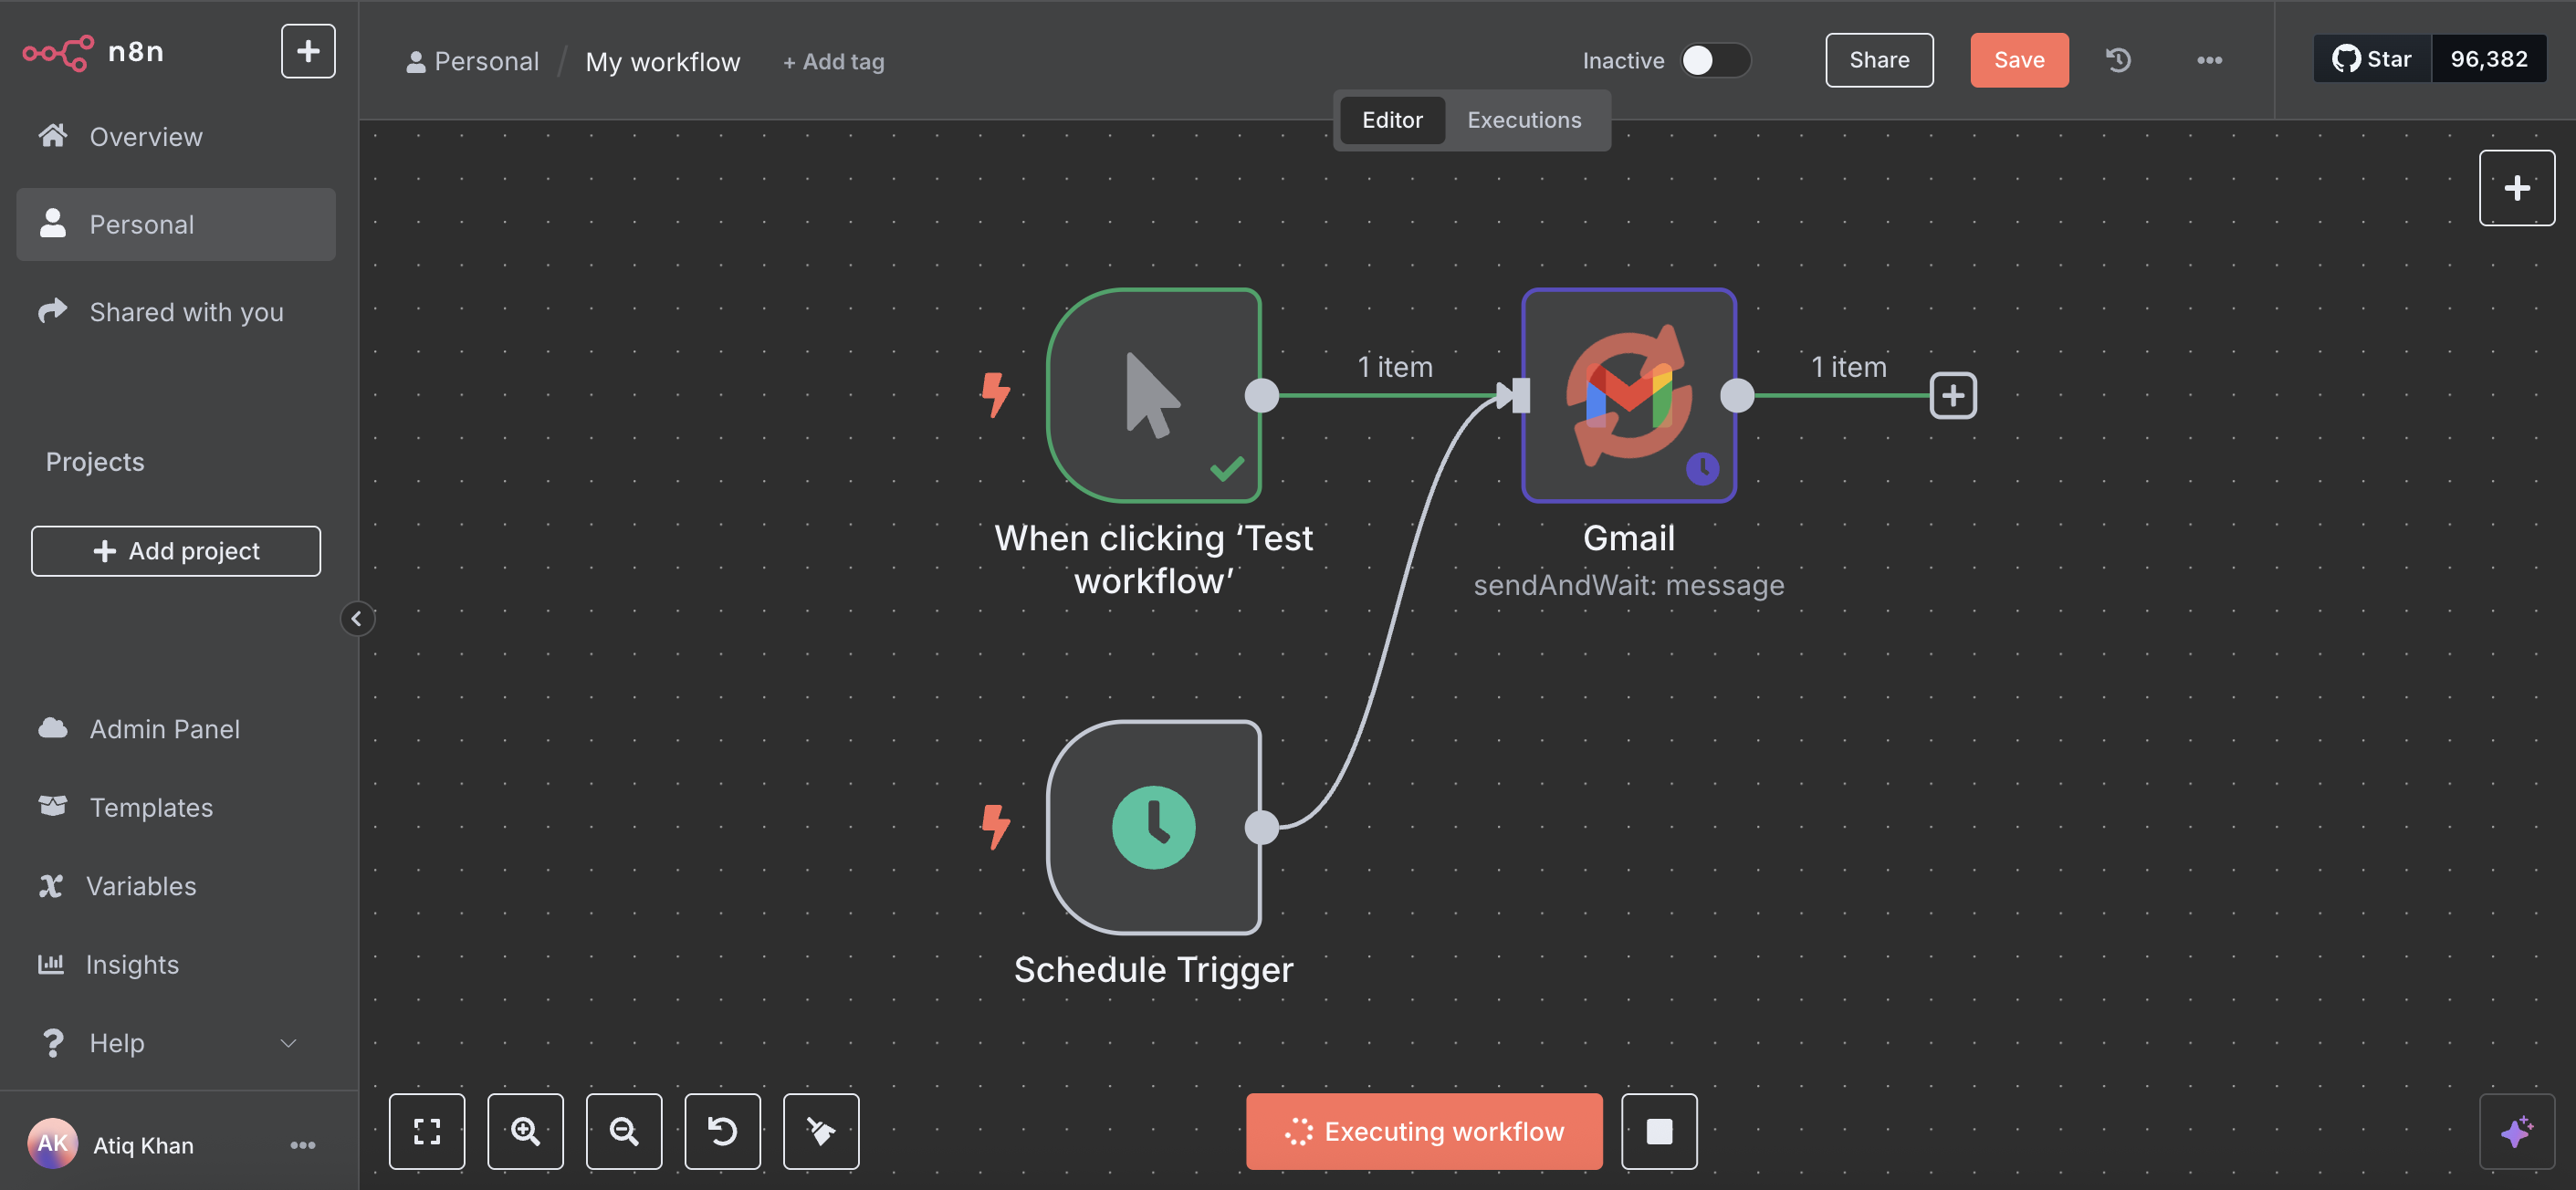 n8n
Overview
Personal
Shared with you
Projects
Add project
Admin Panel
Templates
Variables
Insights
Help
AK Atiq Khan
Personal / My workflow + Add tag
Inactive Share Save Star 96,382
Editor Executions
1 item
1 item
When clicking ‘Test
workflow’
Gmail
sendAndWait: message
Schedule Trigger
Executing workflow